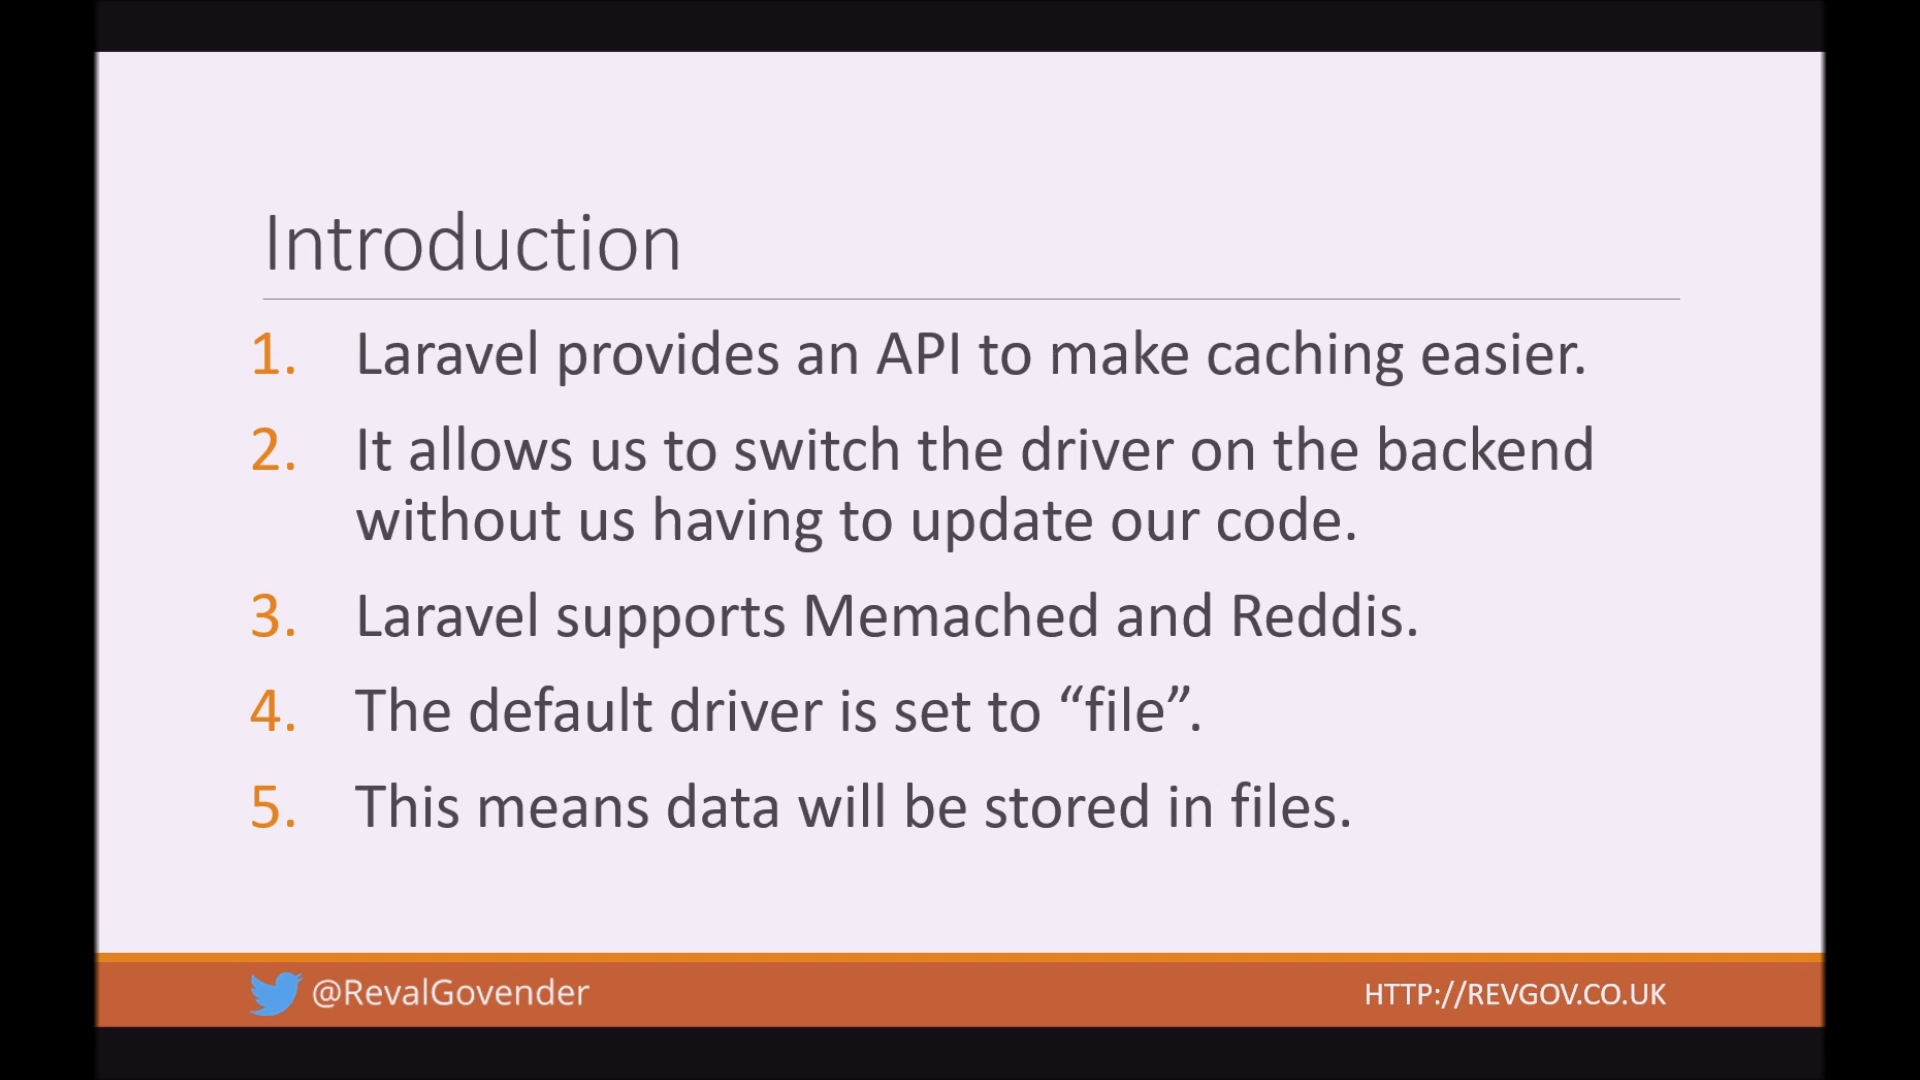 Introduction
1. Laravel provides an API to make caching easier.
2. It allows us to switch the driver on the backend
without us having to update our code.
3. Laravel supports Memached and Reddis.
4. The default driver is set to “file”.
5. This means data will be stored in files.
@RevalGovender
HTTP://REVGOV.CO.UK